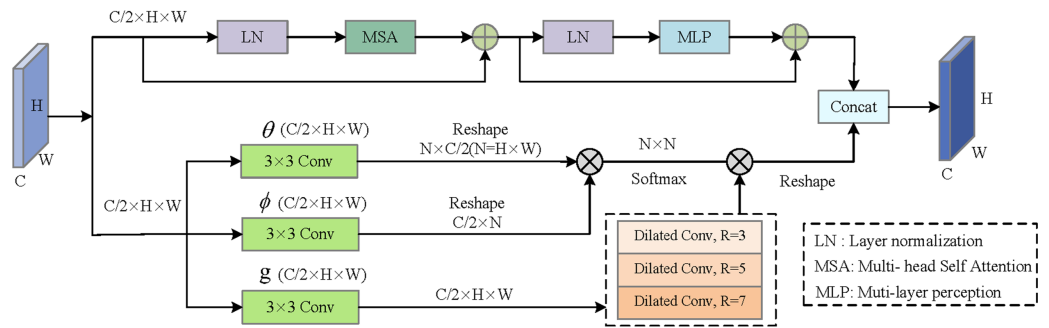 C/2×H×W
LN
MSA
LN
MLP
H
W
C
Concat
H
W
C
θ (C/2×H×W)
3×3 Conv
Reshape
N×C/2(N=H×W)
N×N
Softmax
Reshape
C/2×H×W
ϕ (C/2×H×W)
3×3 Conv
Reshape
C/2×N
g (C/2×H×W)
3×3 Conv
C/2×H×W
Dilated Conv, R=3
Dilated Conv, R=5
Dilated Conv, R=7
LN : Layer normalization
MSA: Multi- head Self Attention
MLP: Muti-layer perception